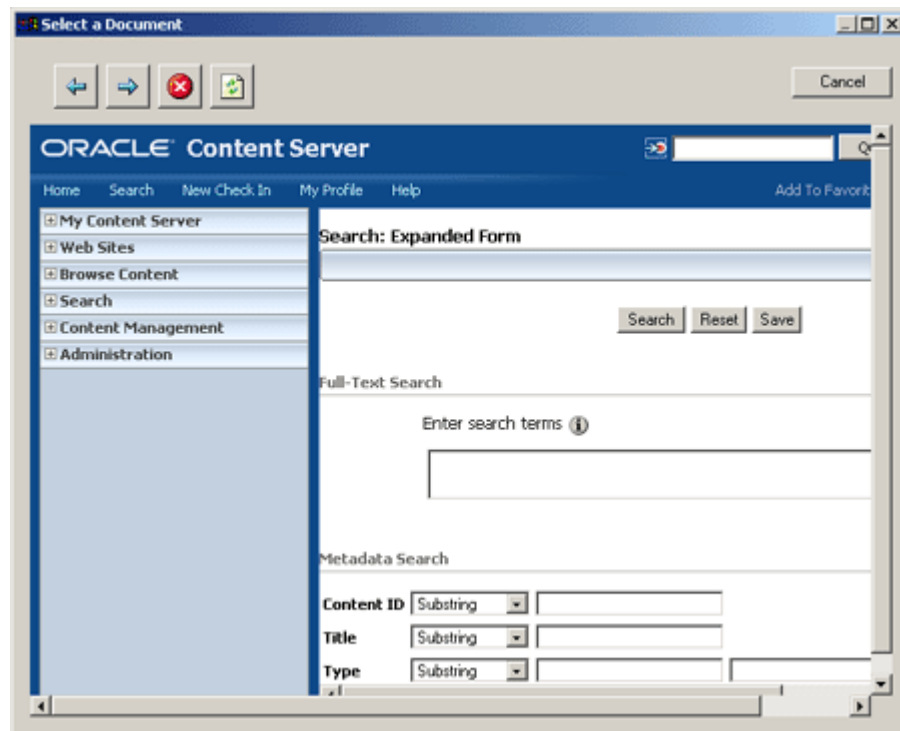 Select a Document
Cancel
ORACLE Content Server
Home Search New Check In My Profile Help Add To Favorit
My Content Server
Web Sites
Browse Content
Search
Content Management
Administration
Search: Expanded Form
Search Reset Save
Full-Text Search
Enter search terms
Metadata Search
Content ID Substring
Title Substring
Type Substring